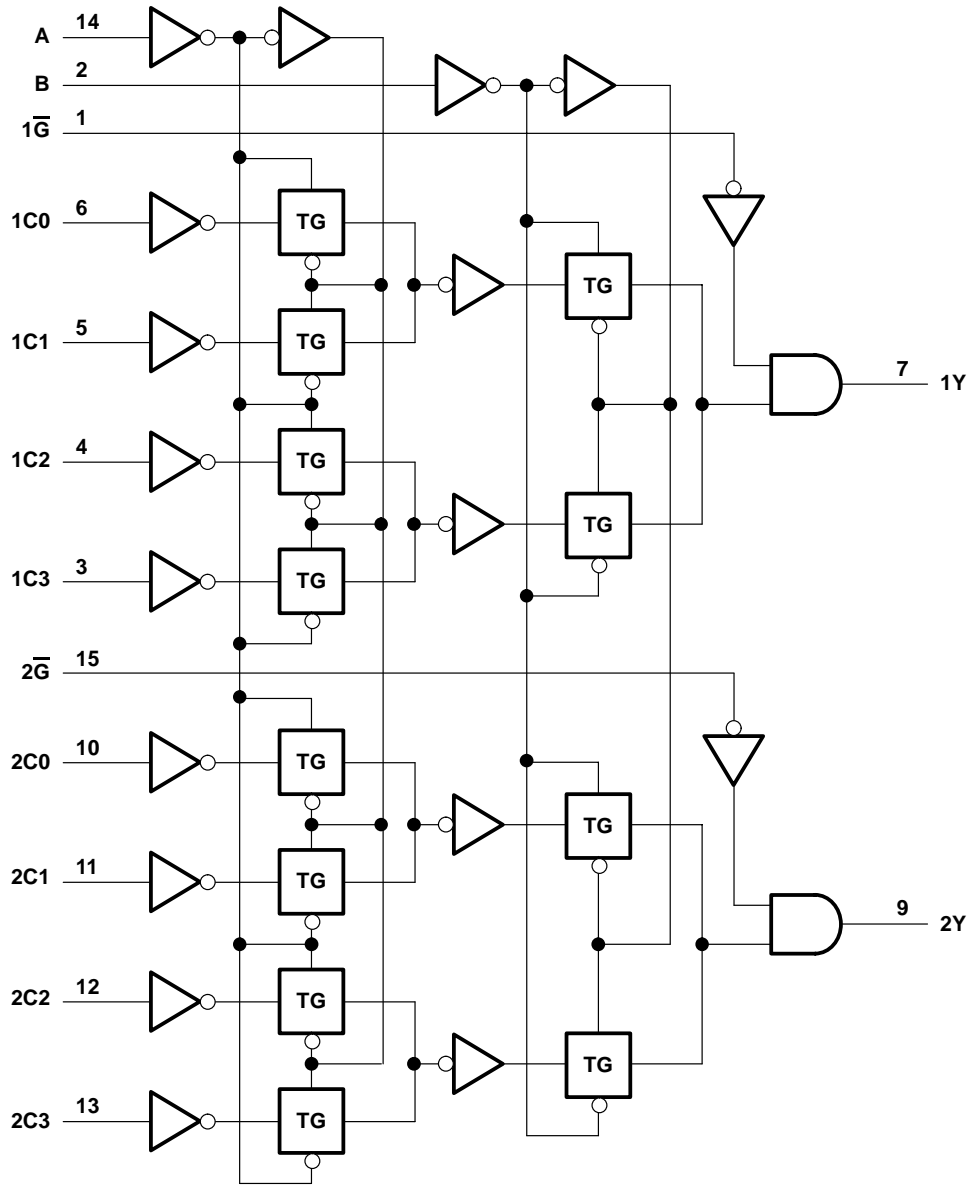 A 14
B 2
1G̅ 1
1C0 6 TG
TG
1C1 5 TG
7 1Y
1C2 4 TG
TG
1C3 3 TG
2G̅ 15
2C0 10 TG
TG
2C1 11 TG
9 2Y
2C2 12 TG
TG
2C3 13 TG